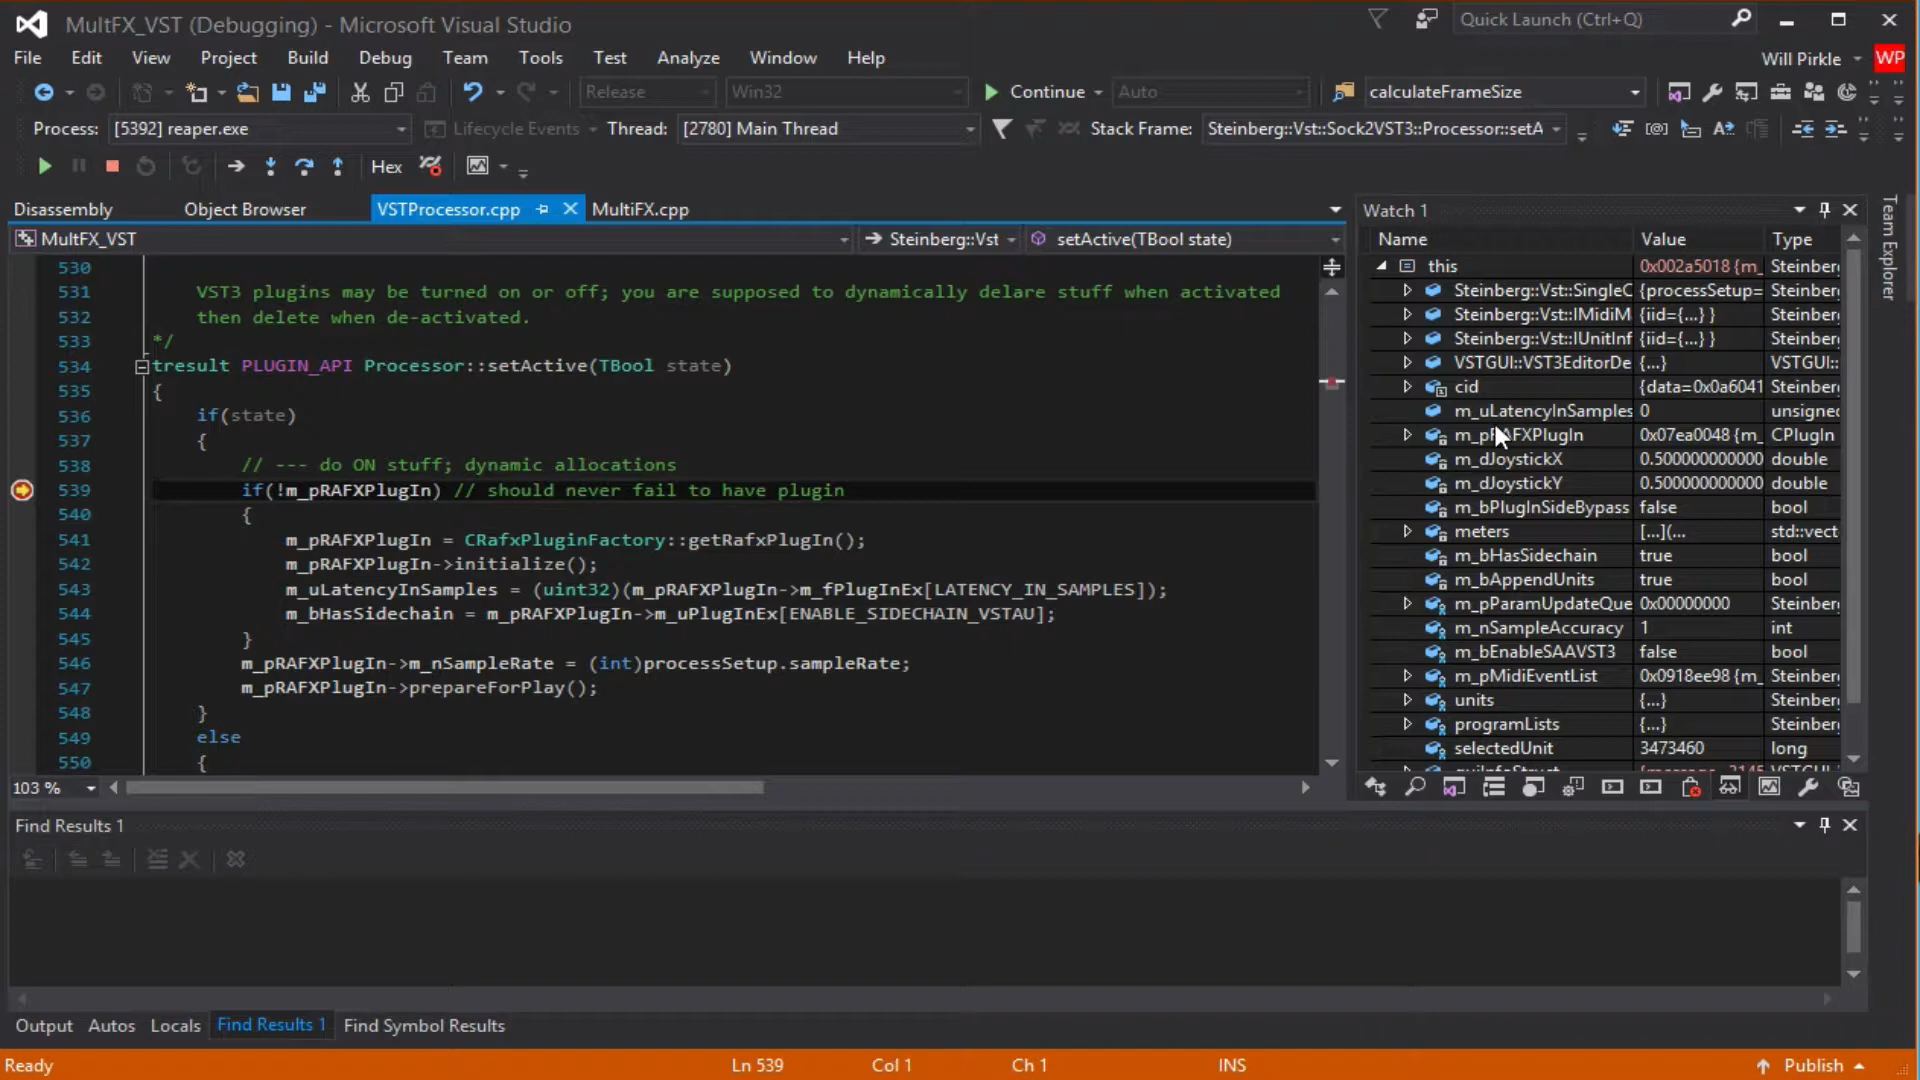 MultFX_VST (Debugging) - Microsoft Visual Studio
Quick Launch (Ctrl+Q)
File Edit View Project Build Debug Team Tools Test Analyze Window Help
Will Pirkle WP
Release Win32 Continue Auto calculateFrameSize
Process: [5392] reaper.exe Lifecycle Events Thread: [2780] Main Thread Stack Frame: Steinberg::Vst::Sock2VST3::Processor::setA
Hex
Disassembly Object Browser VSTProcessor.cpp MultiFX.cpp
MultFX_VST Steinberg::Vst setActive(TBool state)
530
531 VST3 plugins may be turned on or off; you are supposed to dynamically delare stuff when activated
532 then delete when de-activated.
533 */
534 tresult PLUGIN_API Processor::setActive(TBool state)
535 {
536 if(state)
537 {
538 // --- do ON stuff; dynamic allocations
539 if(!m_pRAFXPlugIn) // should never fail to have plugin
540 {
541 m_pRAFXPlugIn = CRafxPluginFactory::getRafxPlugIn();
542 m_pRAFXPlugIn->initialize();
543 m_uLatencyInSamples = (uint32)(m_pRAFXPlugIn->m_fPlugInEx[LATENCY_IN_SAMPLES]);
544 m_bHasSidechain = m_pRAFXPlugIn->m_uPlugInEx[ENABLE_SIDECHAIN_VSTAU];
545 }
546 m_pRAFXPlugIn->m_nSampleRate = (int)processSetup.sampleRate;
547 m_pRAFXPlugIn->prepareForPlay();
548 }
549 else
550 {
103 %
Watch 1
Name Value Type
this 0x002a5018 {m_ Steinber
Steinberg::Vst::SingleC {processSetup= Steinber
Steinberg::Vst::IMidiM {iid={...} } Steinber
Steinberg::Vst::IUnitInf {iid={...} } Steinber
VSTGUI::VST3EditorDe {...} VSTGUI::
cid {data=0x0a6041 Steinber
m_uLatencyInSamples 0 unsigned
m_pRAFXPlugIn 0x07ea0048 {m_ CPlugIn
m_dJoystickX 0.500000000000 double
m_dJoystickY 0.500000000000 double
m_bPlugInSideBypass false bool
meters [...](... std::vect
m_bHasSidechain true bool
m_bAppendUnits true bool
m_pParamUpdateQue 0x00000000 Steinber
m_nSampleAccuracy 1 int
m_bEnableSAAVST3 false bool
m_pMidiEventList 0x0918ee98 {m_ Steinber
units {...} Steinber
programLists {...} Steinber
selectedUnit 3473460 long
Team Explorer
Find Results 1
Output Autos Locals Find Results 1 Find Symbol Results
Ready Ln 539 Col 1 Ch 1 INS Publish